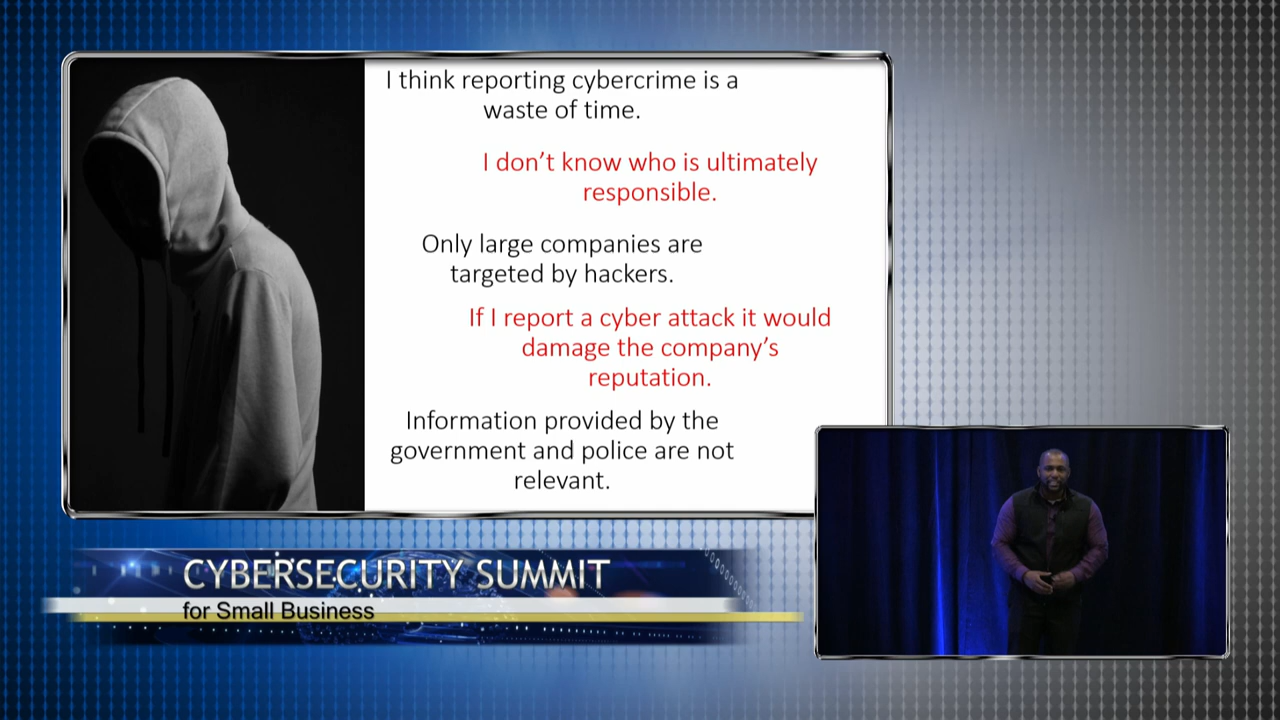 I think reporting cybercrime is a
waste of time.
I don’t know who is ultimately
responsible.
Only large companies are
targeted by hackers.
If I report a cyber attack it would
damage the company’s
reputation.
Information provided by the
government and police are not
relevant.
CYBERSECURITY SUMMIT
for Small Business